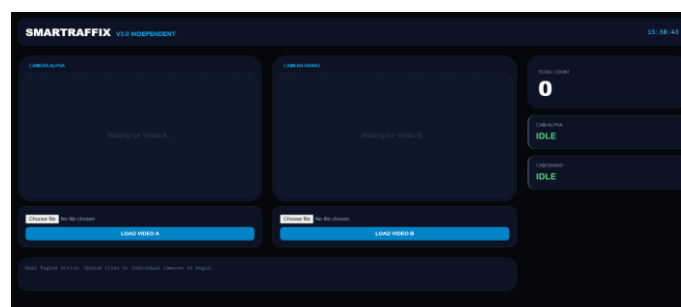 SMARTRAFFIX V3.0 INDEPENDENT
15:38:43
CAMERA ALPHA
CAMERA BRAVO
Waiting for Video A...
Waiting for Video B...
TOTAL COUNT
0
CAM ALPHA
IDLE
CAM BRAVO
IDLE
Choose file No file chosen
LOAD VIDEO A
Choose file No file chosen
LOAD VIDEO B
Dual Engine Active. Upload files to individual cameras to begin.